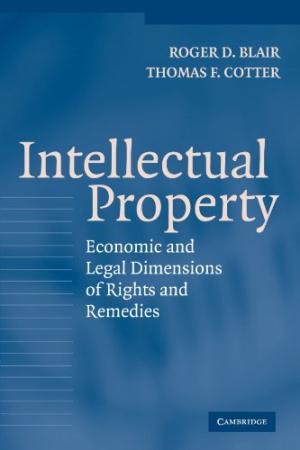 ROGER D. BLAIR
THOMAS F. COTTER
Intellectual
Property
Economic and
Legal Dimensions
of Rights and
Remedies
CAMBRIDGE